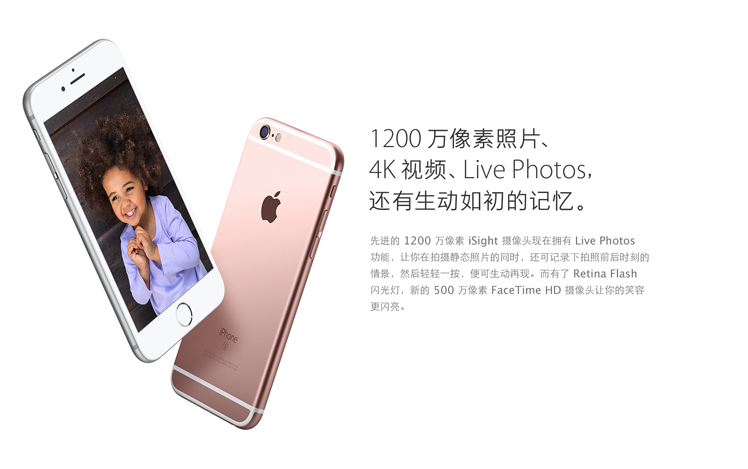 1200 万像素照片、
4K 视频、Live Photos，
还有生动如初的记忆。
先进的 1200 万像素 iSight 摄像头现在拥有 Live Photos
功能，让你在拍摄静态照片的同时，还可记录下拍照前后时刻的
情景，然后轻轻一按，便可生动再现。而有了 Retina Flash
闪光灯，新的 500 万像素 FaceTime HD 摄像头让你的笑容
更闪亮。
iPhone
S